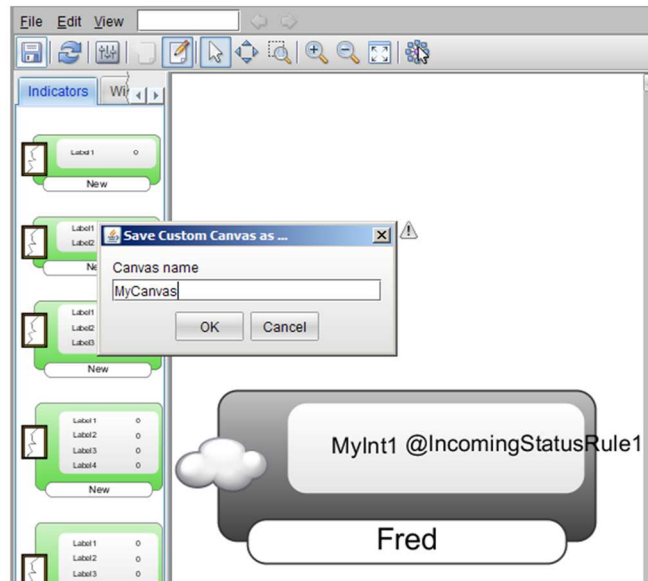 File Edit View
Indicators Wi
Label1 0
New
Label1
Label2
Ne
Save Custom Canvas as ...
Canvas name
MyCanvas
OK Cancel
Label1
Label2
Label3
New
Label1 0
Label2 0
Label3 0
Label4 0
New
MyInt1 @IncomingStatusRule1
Fred
Label1 0
Label2 0
Label3 0